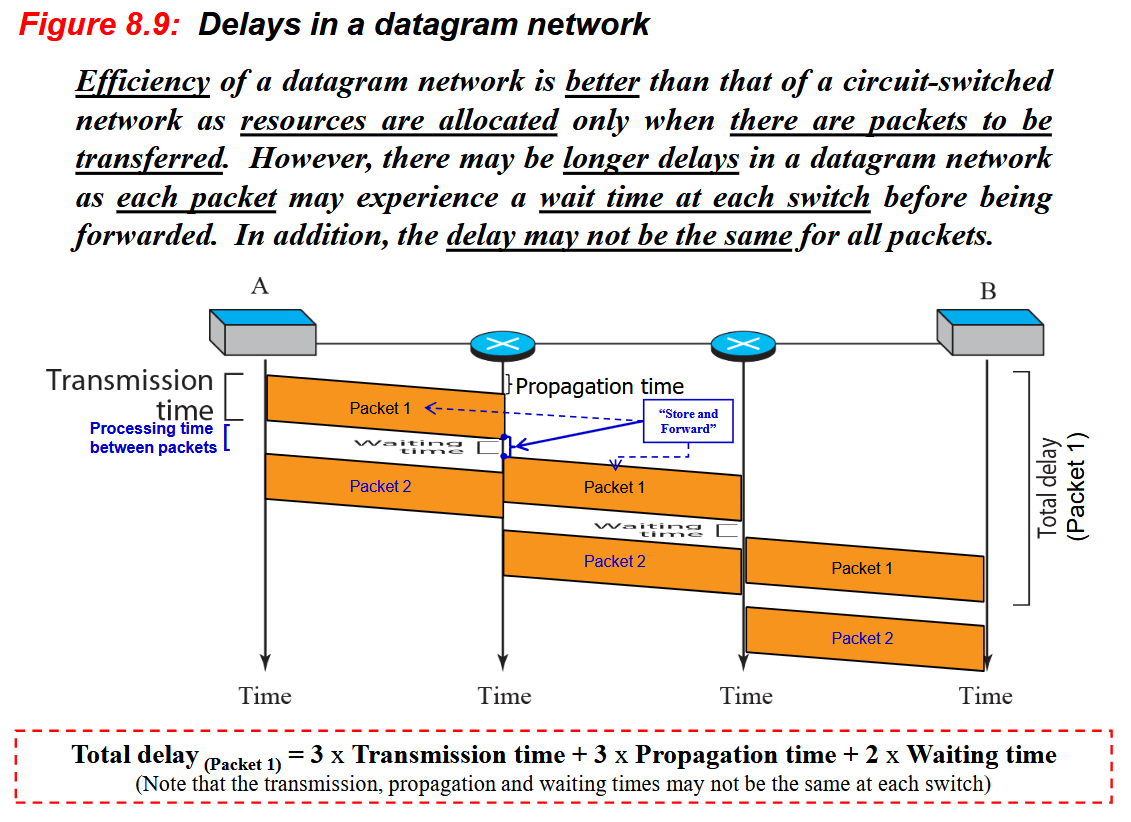 Figure 8.9: Delays in a datagram network
Efficiency of a datagram network is better than that of a circuit-switched
network as resources are allocated only when there are packets to be
transferred. However, there may be longer delays in a datagram network
as each packet may experience a wait time at each switch before being
forwarded. In addition, the delay may not be the same for all packets.
A
B
Transmission
time
Propagation time
Packet 1
"Store and
Forward"
Processing time
between packets
Waiting
time
Packet 2
Packet 1
Total delay
(Packet 1)
Waiting
time
Packet 2
Packet 1
Packet 2
Time
Time
Time
Time
Total delay (Packet 1) = 3 x Transmission time + 3 x Propagation time + 2 x Waiting time
(Note that the transmission, propagation and waiting times may not be the same at each switch)